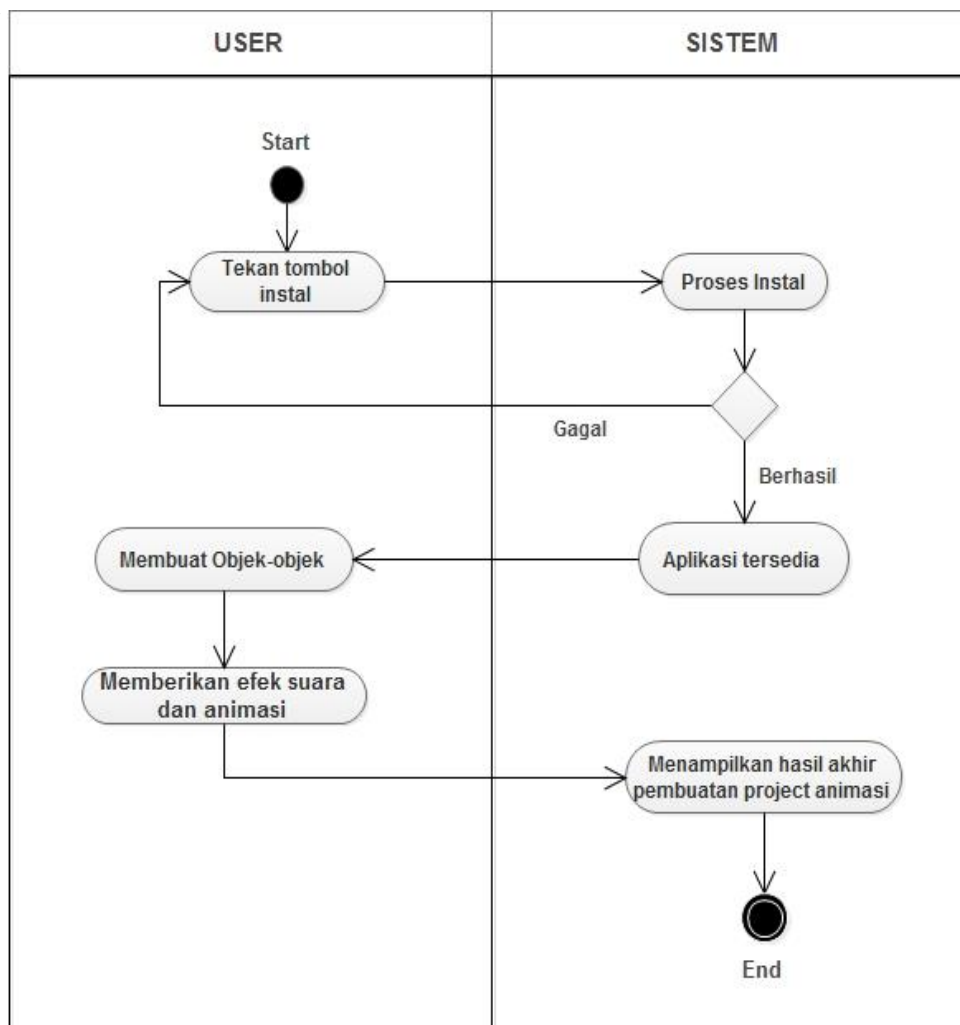 USER
SISTEM
Start
Tekan tombol
instal
Proses Instal
Gagal
Berhasil
Membuat Objek-objek
Aplikasi tersedia
Memberikan efek suara
dan animasi
Menampilkan hasil akhir
pembuatan project animasi
End